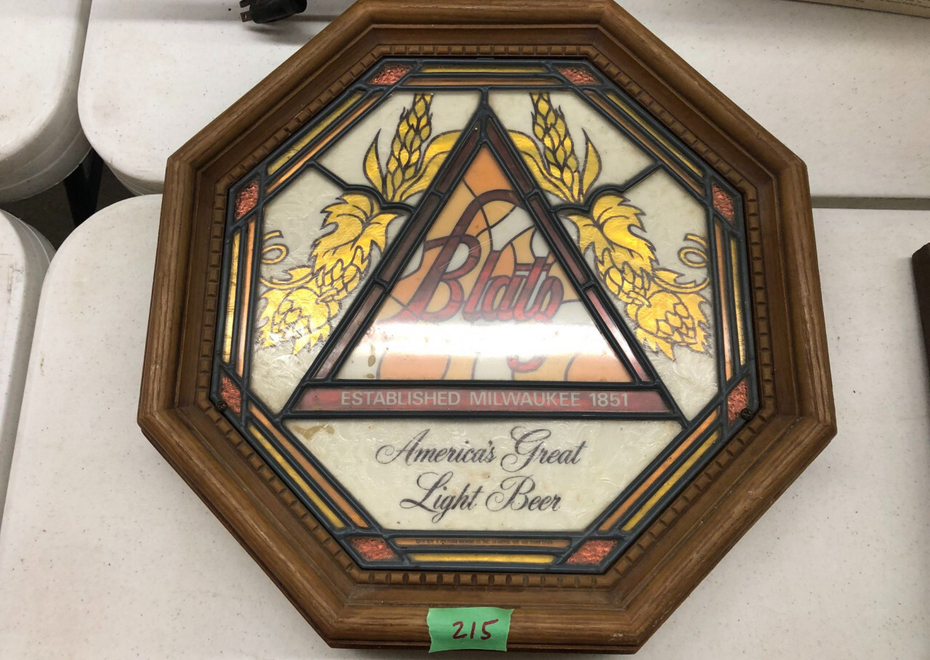 Blatz
ESTABLISHED MILWAUKEE 1851
America's Great
Light Beer
215